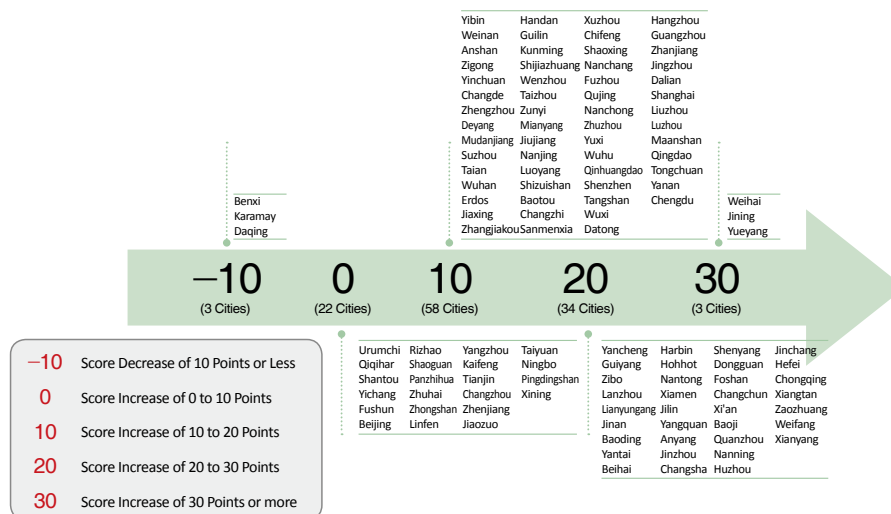 Yibin Handan Xuzhou Hangzhou
Weinan Guilin Chifeng Guangzhou
Anshan Kunming Shaoxing Zhanjiang
Zigong Shijiazhuang Nanchang Jingzhou
Yinchuan Wenzhou Fuzhou Dalian
Changde Taizhou Qujing Shanghai
Zhengzhou Zunyi Nanchong Liuzhou
Deyang Mianyang Zhuzhou Luzhou
Mudanjiang Jiujiang Yuxi Maanshan
Suzhou Nanjing Wuhu Qingdao
Taian Luoyang Qinhuangdao Tongchuan
Wuhan Shizuishan Shenzhen Yanan
Erdos Baotou Tangshan Chengdu
Jiaxing Changzhi Wuxi
Zhangjiakou Sanmenxia Datong
Benxi
Karamay
Daqing
Weihai
Jining
Yueyang
−10 0 10 20 30
(3 Cities) (22 Cities) (58 Cities) (34 Cities) (3 Cities)
Urumchi Rizhao Yangzhou Taiyuan
Qiqihar Shaoguan Kaifeng Ningbo
Shantou Panzhihua Tianjin Pingdingshan
Yichang Zhuhai Changzhou Xining
Fushun Zhongshan Zhenjiang
Beijing Linfen Jiaozuo
Yancheng Harbin Shenyang Jinchang
Guiyang Hohhot Dongguan Hefei
Zibo Nantong Foshan Chongqing
Lanzhou Xiamen Changchun Xiangtan
Lianyungang Jilin Xi'an Zaozhuang
Jinan Yangquan Baoji Weifang
Baoding Anyang Quanzhou Xianyang
Yantai Jinzhou Nanning
Beihai Changsha Huzhou
−10 Score Decrease of 10 Points or Less
0 Score Increase of 0 to 10 Points
10 Score Increase of 10 to 20 Points
20 Score Increase of 20 to 30 Points
30 Score Increase of 30 Points or more